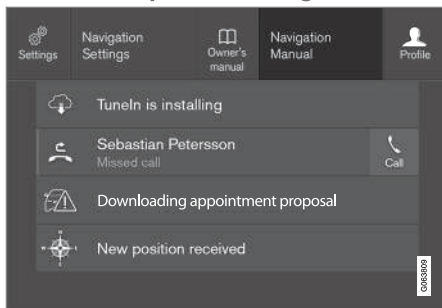 Settings
Navigation
Settings
Owner's
manual
Navigation
Manual
Profile
TuneIn is installing
Sebastian Petersson
Missed call
Call
Downloading appointment proposal
New position received
G063809